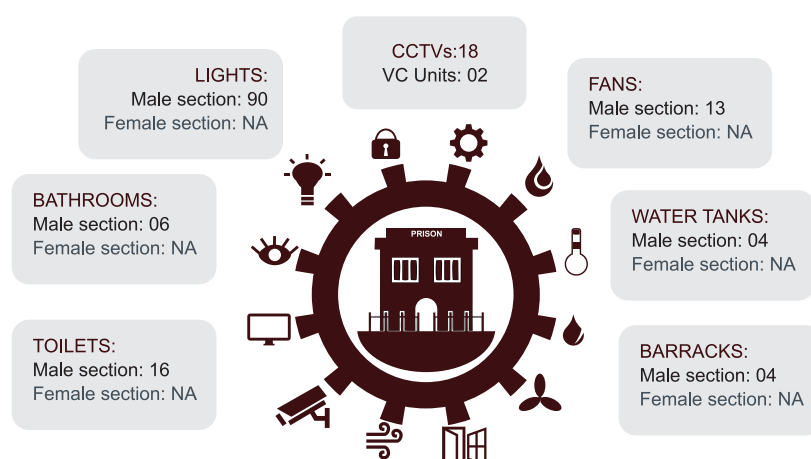 CCTVs:18
VC Units: 02
LIGHTS:
Male section: 90
Female section: NA
FANS:
Male section: 13
Female section: NA
BATHROOMS:
Male section: 06
Female section: NA
PRISON
WATER TANKS:
Male section: 04
Female section: NA
TOILETS:
Male section: 16
Female section: NA
BARRACKS:
Male section: 04
Female section: NA